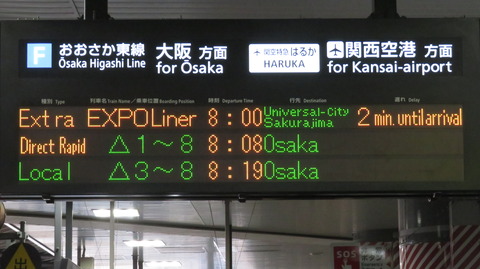 F おおさか東線 大阪 方面 関空特急 はるか 関西空港 方面
Ōsaka Higashi Line for Ōsaka HARUKA for Kansai-airport
種別 Type 列車名 Train Name/乗車位置 Boarding Position 時刻 Departure Time 行先 Destination 遅れ Delay
Extra EXPOLiner 8:00 Universal-City Sakurajima 2 min. until arrival
Direct Rapid △1〜8 8:08 Osaka
Local △3〜8 8:19 Osaka
SOS